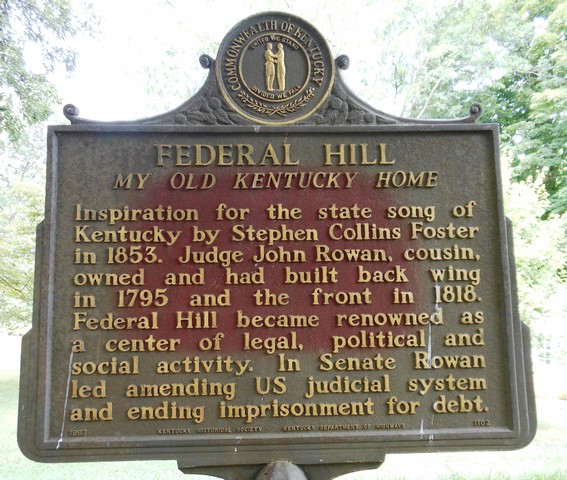 COMMONWEALTH OF KENTUCKY
UNITED WE STAND
DIVIDED WE FALL
FEDERAL HILL
MY OLD KENTUCKY HOME
Inspiration for the state song of
Kentucky by Stephen Collins Foster
in 1853. Judge John Rowan, cousin,
owned and had built back wing
in 1795 and the front in 1818.
Federal Hill became renowned as
a center of legal, political and
social activity. In Senate Rowan
led amending US judicial system
and ending imprisonment for debt.
KENTUCKY HISTORICAL SOCIETY KENTUCKY DEPARTMENT OF HIGHWAYS 1102